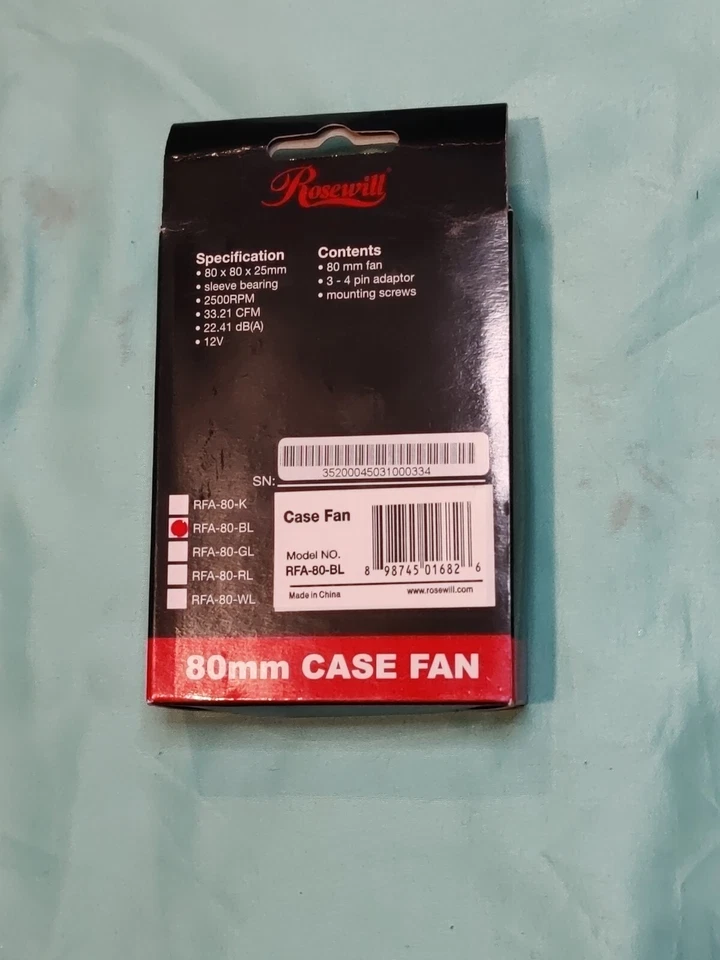 Rosewill
Specification
• 80 x 80 x 25mm
• sleeve bearing
• 2500RPM
• 33.21 CFM
• 22.41 dB(A)
• 12V
Contents
• 80 mm fan
• 3 - 4 pin adaptor
• mounting screws
SN:
35200045031000334
RFA-80-K
RFA-80-BL
RFA-80-GL
RFA-80-RL
RFA-80-WL
Case Fan
Model NO.
RFA-80-BL
8 98745 01682 6
Made in China
www.rosewill.com
80mm CASE FAN